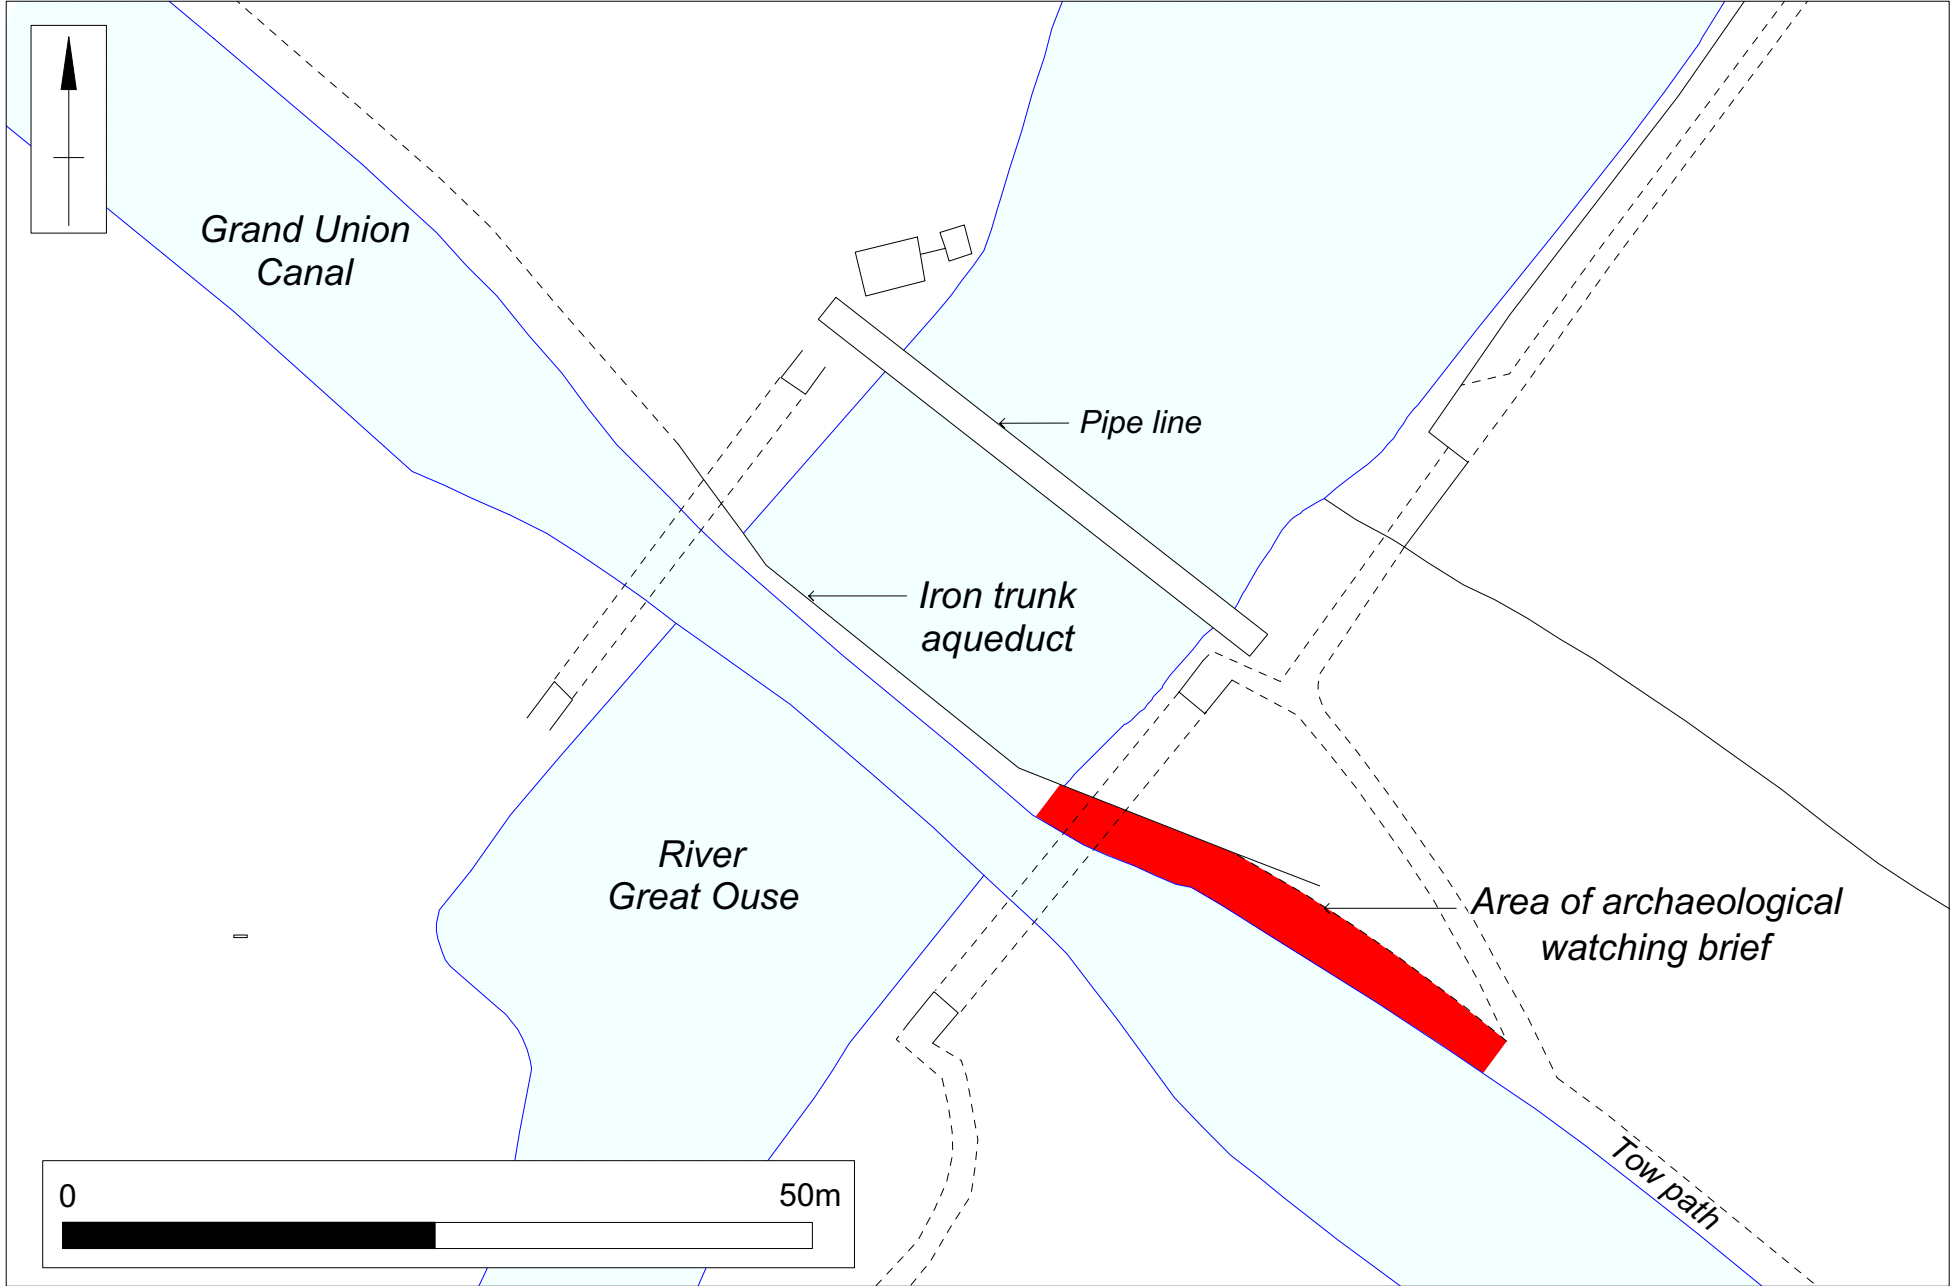 Grand Union
Canal
Pipe line
Iron trunk
aqueduct
River
Great Ouse
Area of archaeological
watching brief
Tow path
0
50m